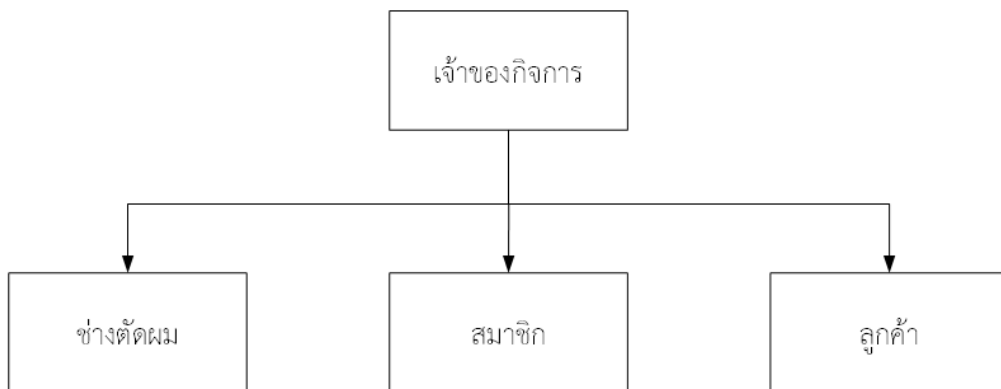 เจ้าของกิจการ
ช่างตัดผม
สมาชิก
ลูกค้า